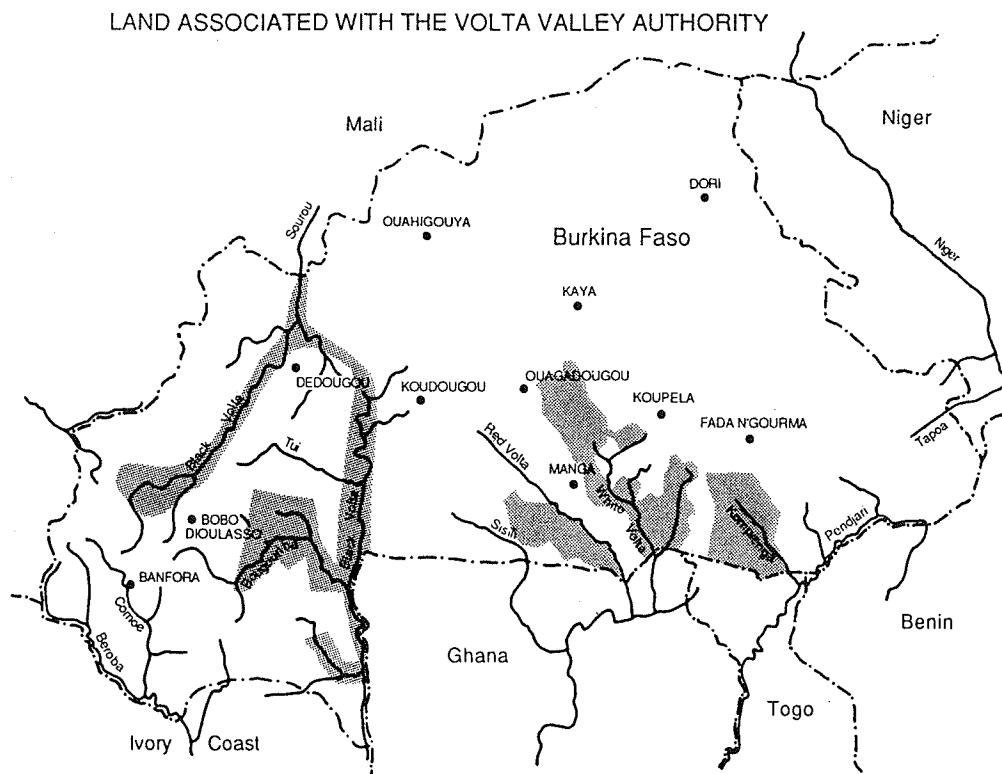 LAND ASSOCIATED WITH THE VOLTA VALLEY AUTHORITY
Mali
Niger
DORI
Sourou
OUAHIGOUYA
Burkina Faso
Niger
KAYA
DEDOUGOU
KOUDOUGOU
OUAGADOUGOU
KOUPELA
FADA N'GOURMA
Tapoa
Black Volta
Tui
Red Volta
MANGA
White Volta
BOBO
DIOULASSO
Black Volta
Sisili
Pendjari
BANFORA
Comoe
Beroba
Ghana
Benin
Togo
Ivory Coast